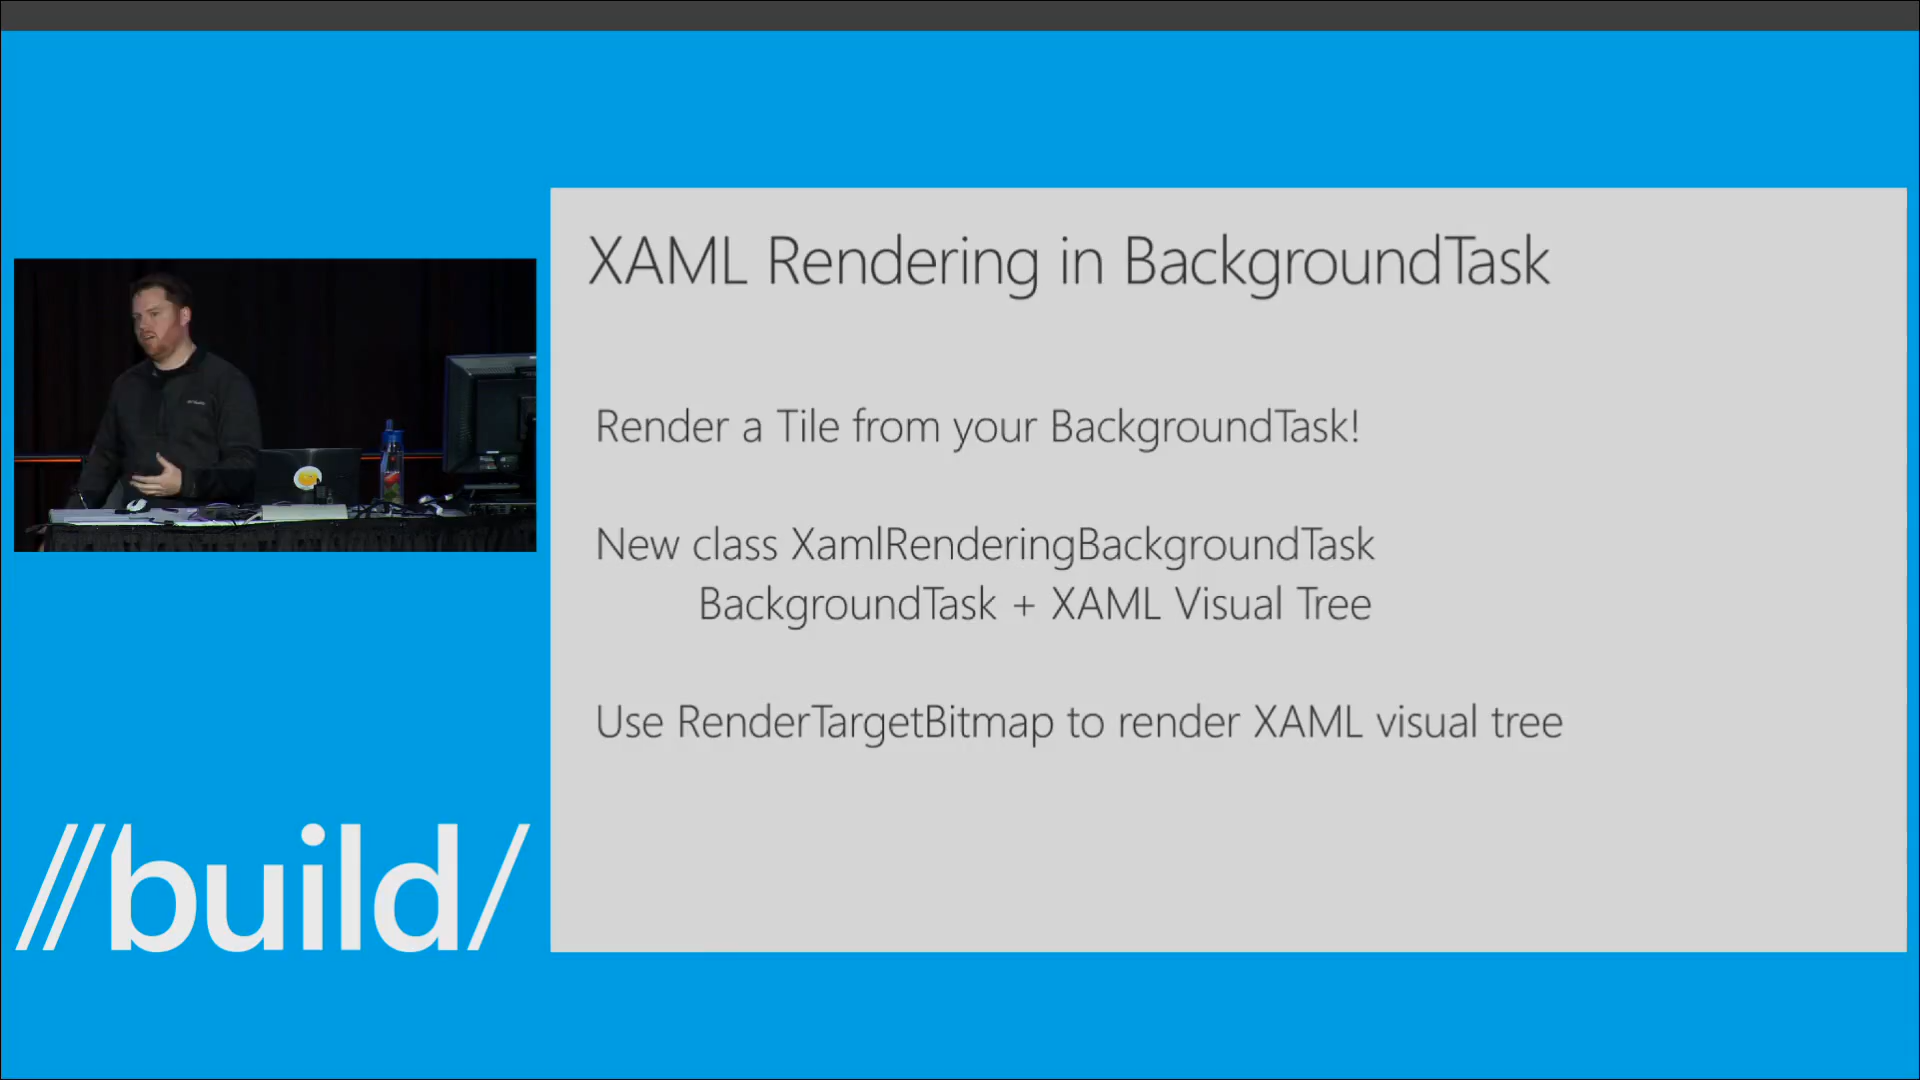 XAML Rendering in BackgroundTask
Render a Tile from your BackgroundTask!
New class XamlRenderingBackgroundTask
BackgroundTask + XAML Visual Tree
Use RenderTargetBitmap to render XAML visual tree
//build/